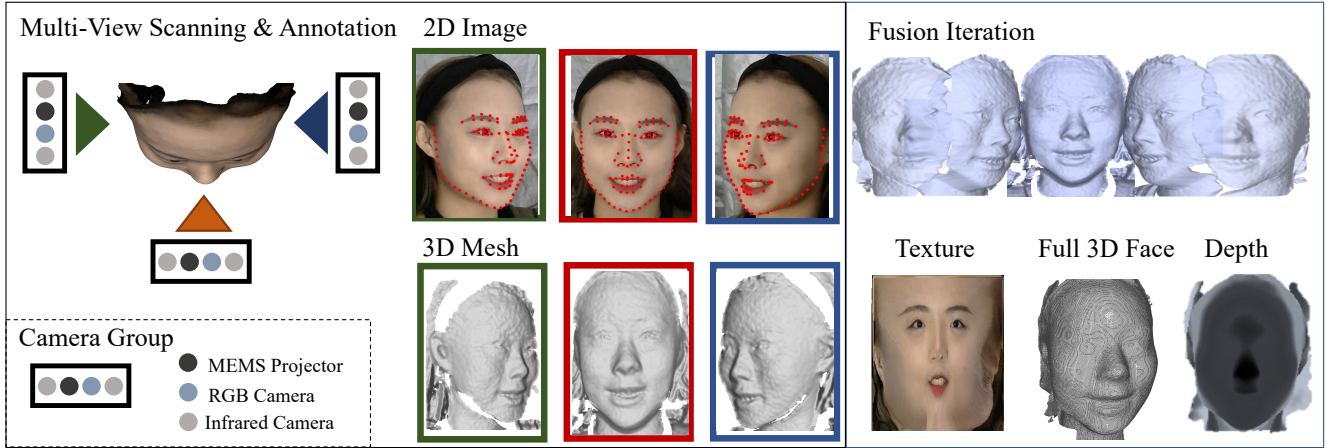 Multi-View Scanning & Annotation
2D Image
3D Mesh
Camera Group
MEMS Projector
RGB Camera
Infrared Camera
Fusion Iteration
Texture
Full 3D Face
Depth